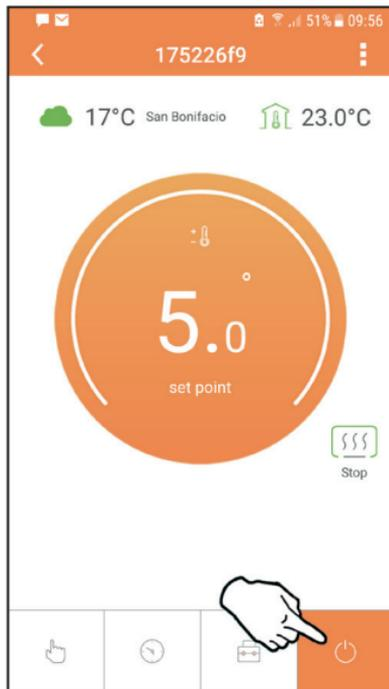 51% 09:56
175226f9
17°C San Bonifacio 23.0°C
5.0°
set point
Stop